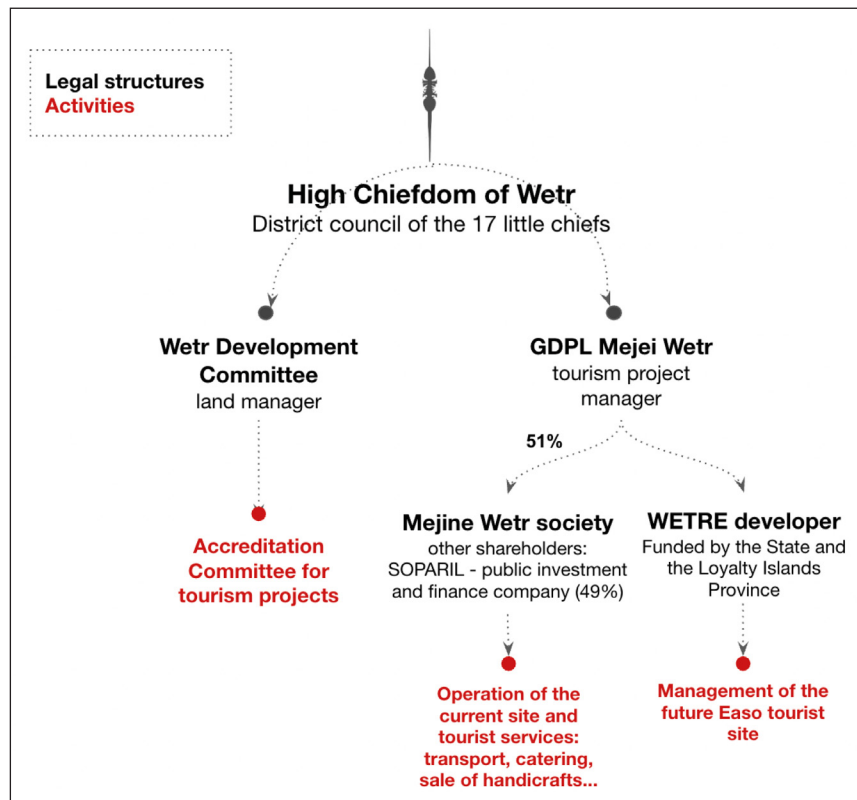 Legal structures
Activities
High Chiefdom of Wetr
District council of the 17 little chiefs
Wetr Development
Committee
land manager
GDPL Mejei Wetr
tourism project
manager
51%
Accreditation
Committee for
tourism projects
Mejine Wetr society
other shareholders:
SOPARIL - public investment
and finance company (49%)
WETRE developer
Funded by the State and
the Loyalty Islands
Province
Operation of the
current site and
tourist services:
transport, catering,
sale of handicrafts...
Management of the
future Easo tourist
site